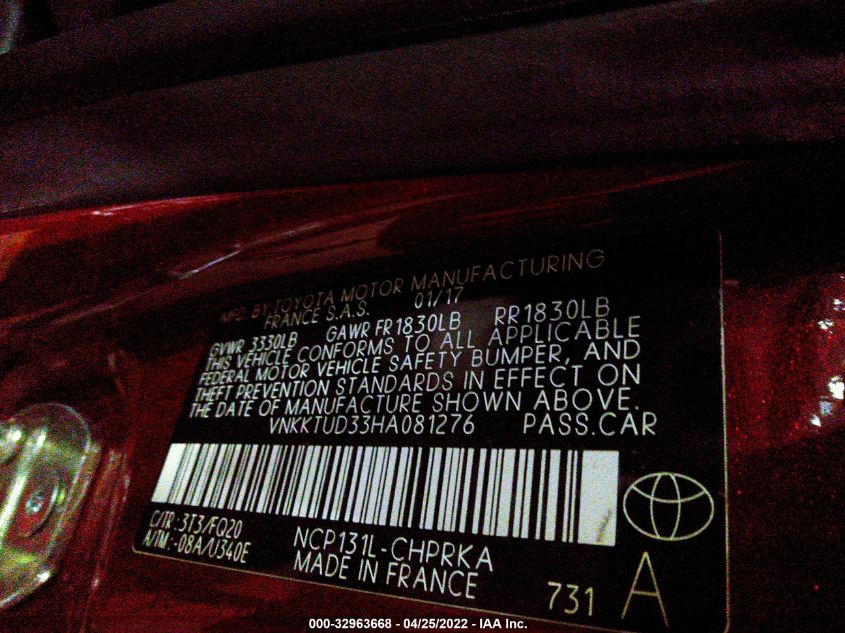 MFD. BY TOYOTA MOTOR MANUFACTURING
FRANCE S.A.S. 01/17
GVWR 3330LB GAWR FR1830LB RR1830LB
THIS VEHICLE CONFORMS TO ALL APPLICABLE
FEDERAL MOTOR VEHICLE SAFETY BUMPER, AND
THEFT PREVENTION STANDARDS IN EFFECT ON
THE DATE OF MANUFACTURE SHOWN ABOVE.
VNKKTUD33HA081276 PASS.CAR
C/TR:3T3/FQ20
A/TM:-08A/U340E
NCP131L-CHPRKA
MADE IN FRANCE
731 A
000-32963668 - 04/25/2022 - IAA Inc.